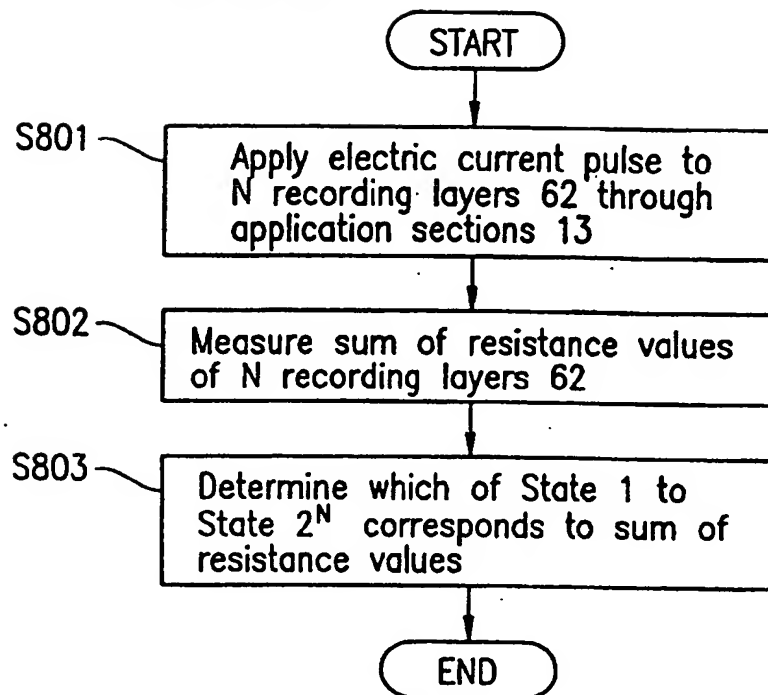 START
S801
Apply electric current pulse to
N recording layers 62 through
application sections 13
S802
Measure sum of resistance values
of N recording layers 62
S803
Determine which of State 1 to
State 2^N corresponds to sum of
resistance values
END